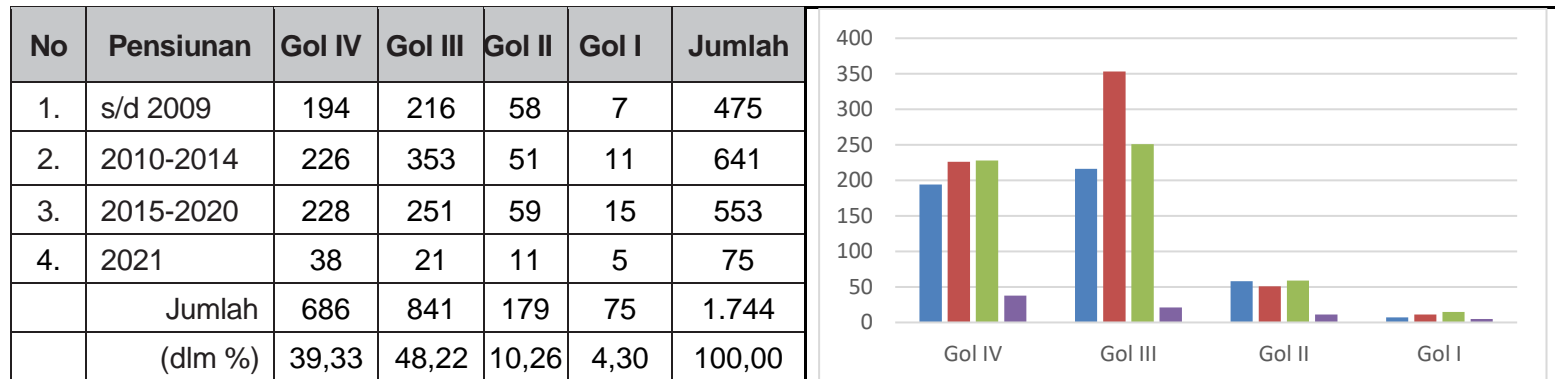 No Pensiunan Gol IV Gol III Gol II Gol I Jumlah
1. s/d 2009 194 216 58 7 475
2. 2010-2014 226 353 51 11 641
3. 2015-2020 228 251 59 15 553
4. 2021 38 21 11 5 75
Jumlah 686 841 179 75 1.744
(dlm %) 39,33 48,22 10,26 4,30 100,00
400
350
300
250
200
150
100
50
0
Gol IV Gol III Gol II Gol I